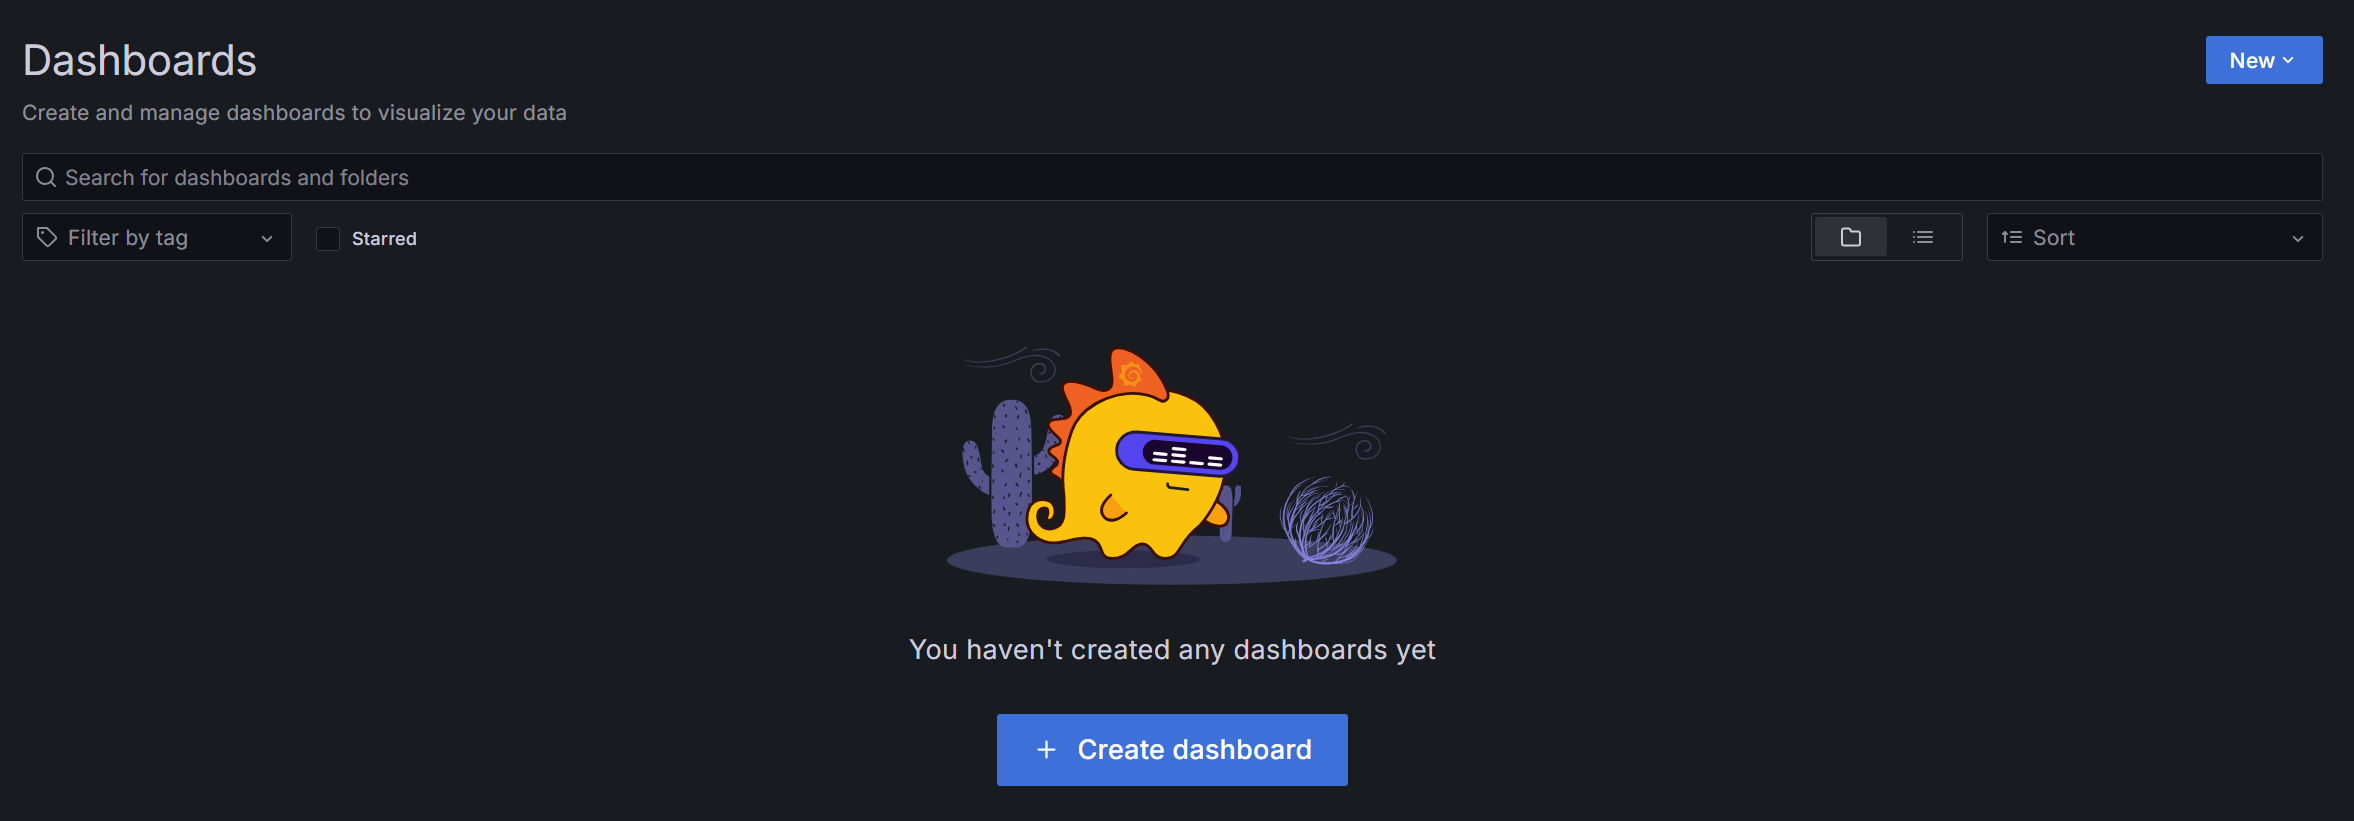 Dashboards
New
Create and manage dashboards to visualize your data
Search for dashboards and folders
Filter by tag
Starred
Sort
You haven't created any dashboards yet
Create dashboard